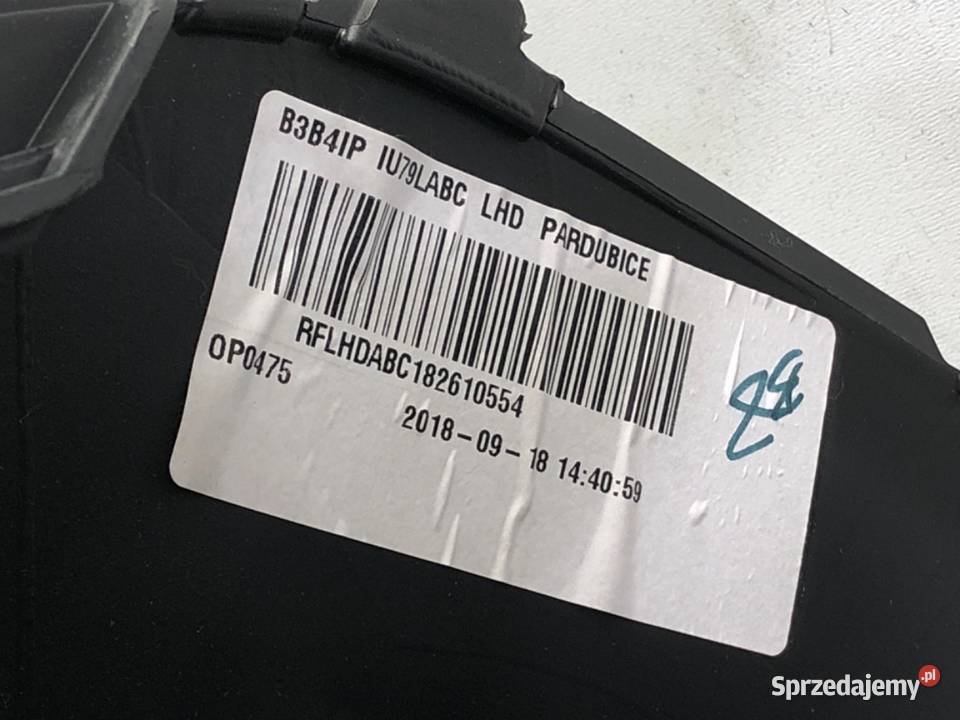 B3B4IP IU79LABC LHD PARDUBICE
RFLHDABC182610554
OP0475
2018-09-18 14:40:59
Sprzedajemy.pl